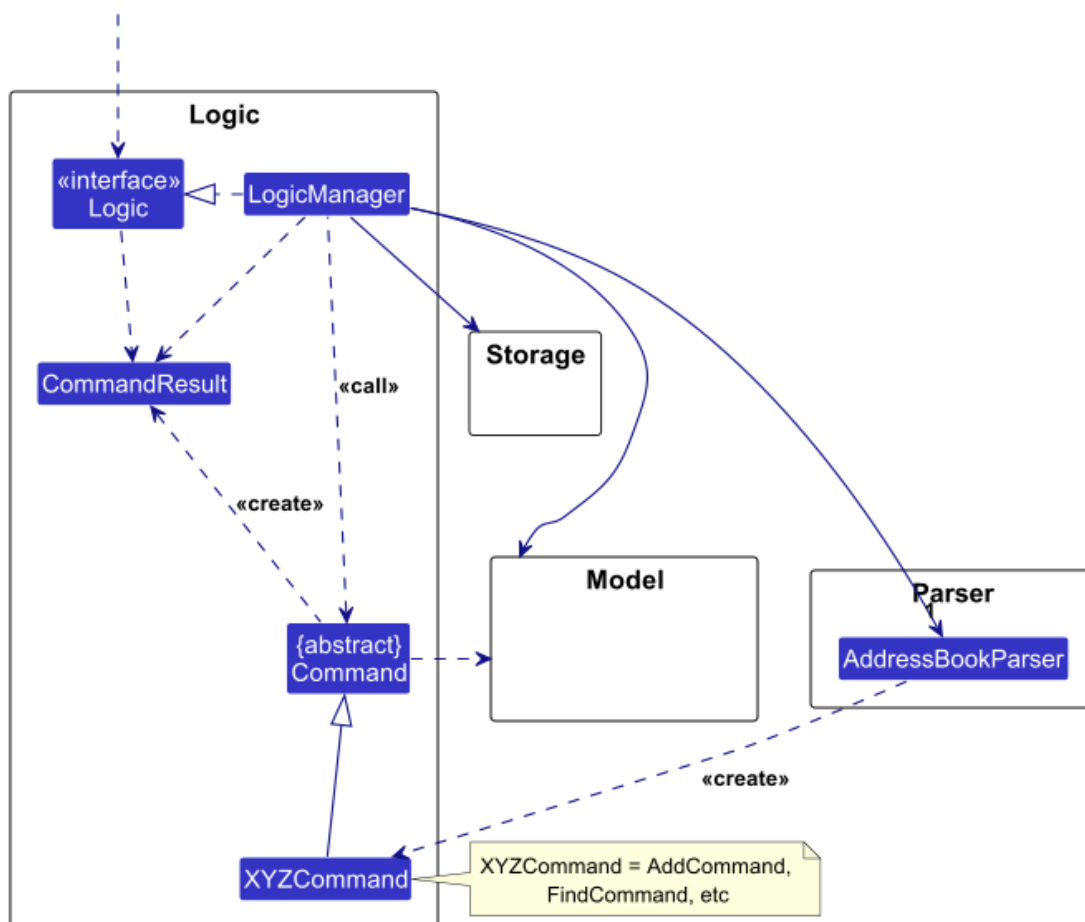 Logic
«interface»
Logic
LogicManager
Storage
CommandResult
«call»
«create»
Model
Parser
1
{abstract}
Command
AddressBookParser
«create»
XYZCommand
XYZCommand = AddCommand,
FindCommand, etc